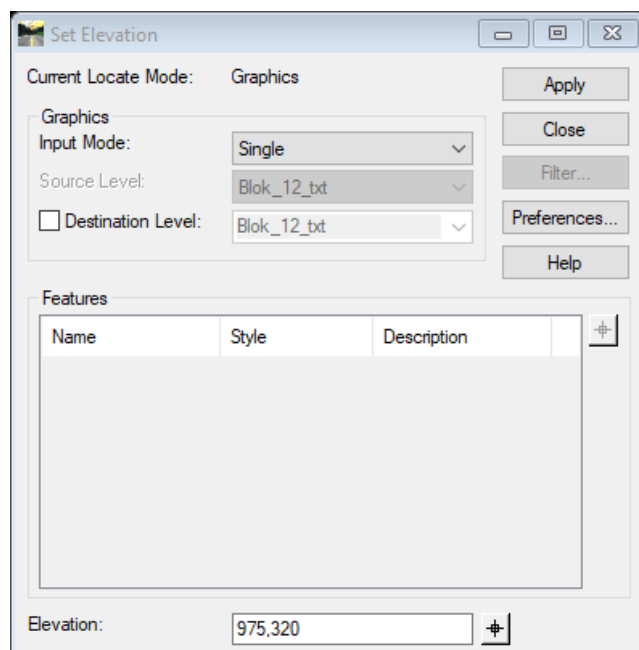 Set Elevation
Current Locate Mode: Graphics
Apply
Graphics
Close
Input Mode: Single
Filter...
Source Level: Blok_12_txt
Destination Level: Blok_12_txt
Preferences...
Help
Features
Name Style Description
Elevation: 975,320